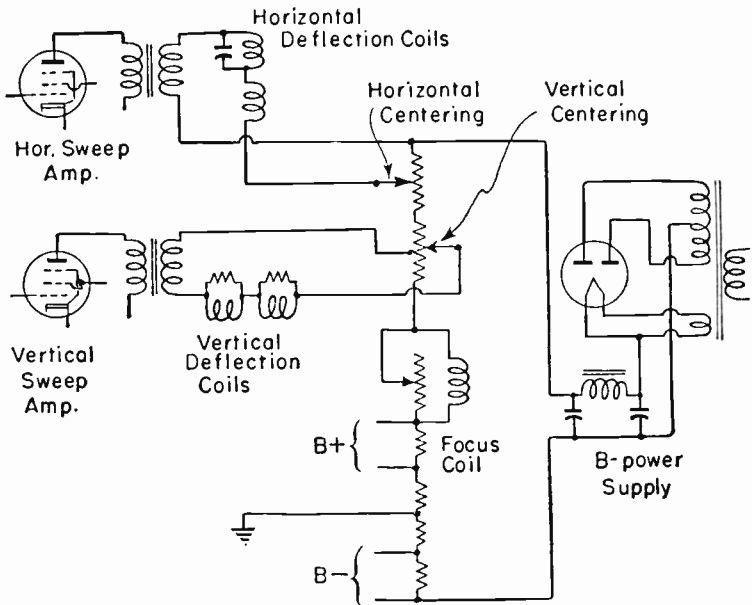 Horizontal
Deflection Coils
Horizontal
Centering
Vertical
Centering
Hor. Sweep
Amp.
Vertical
Sweep
Amp.
Vertical
Deflection
Coils
B+
Focus
Coil
B-power
Supply
B-